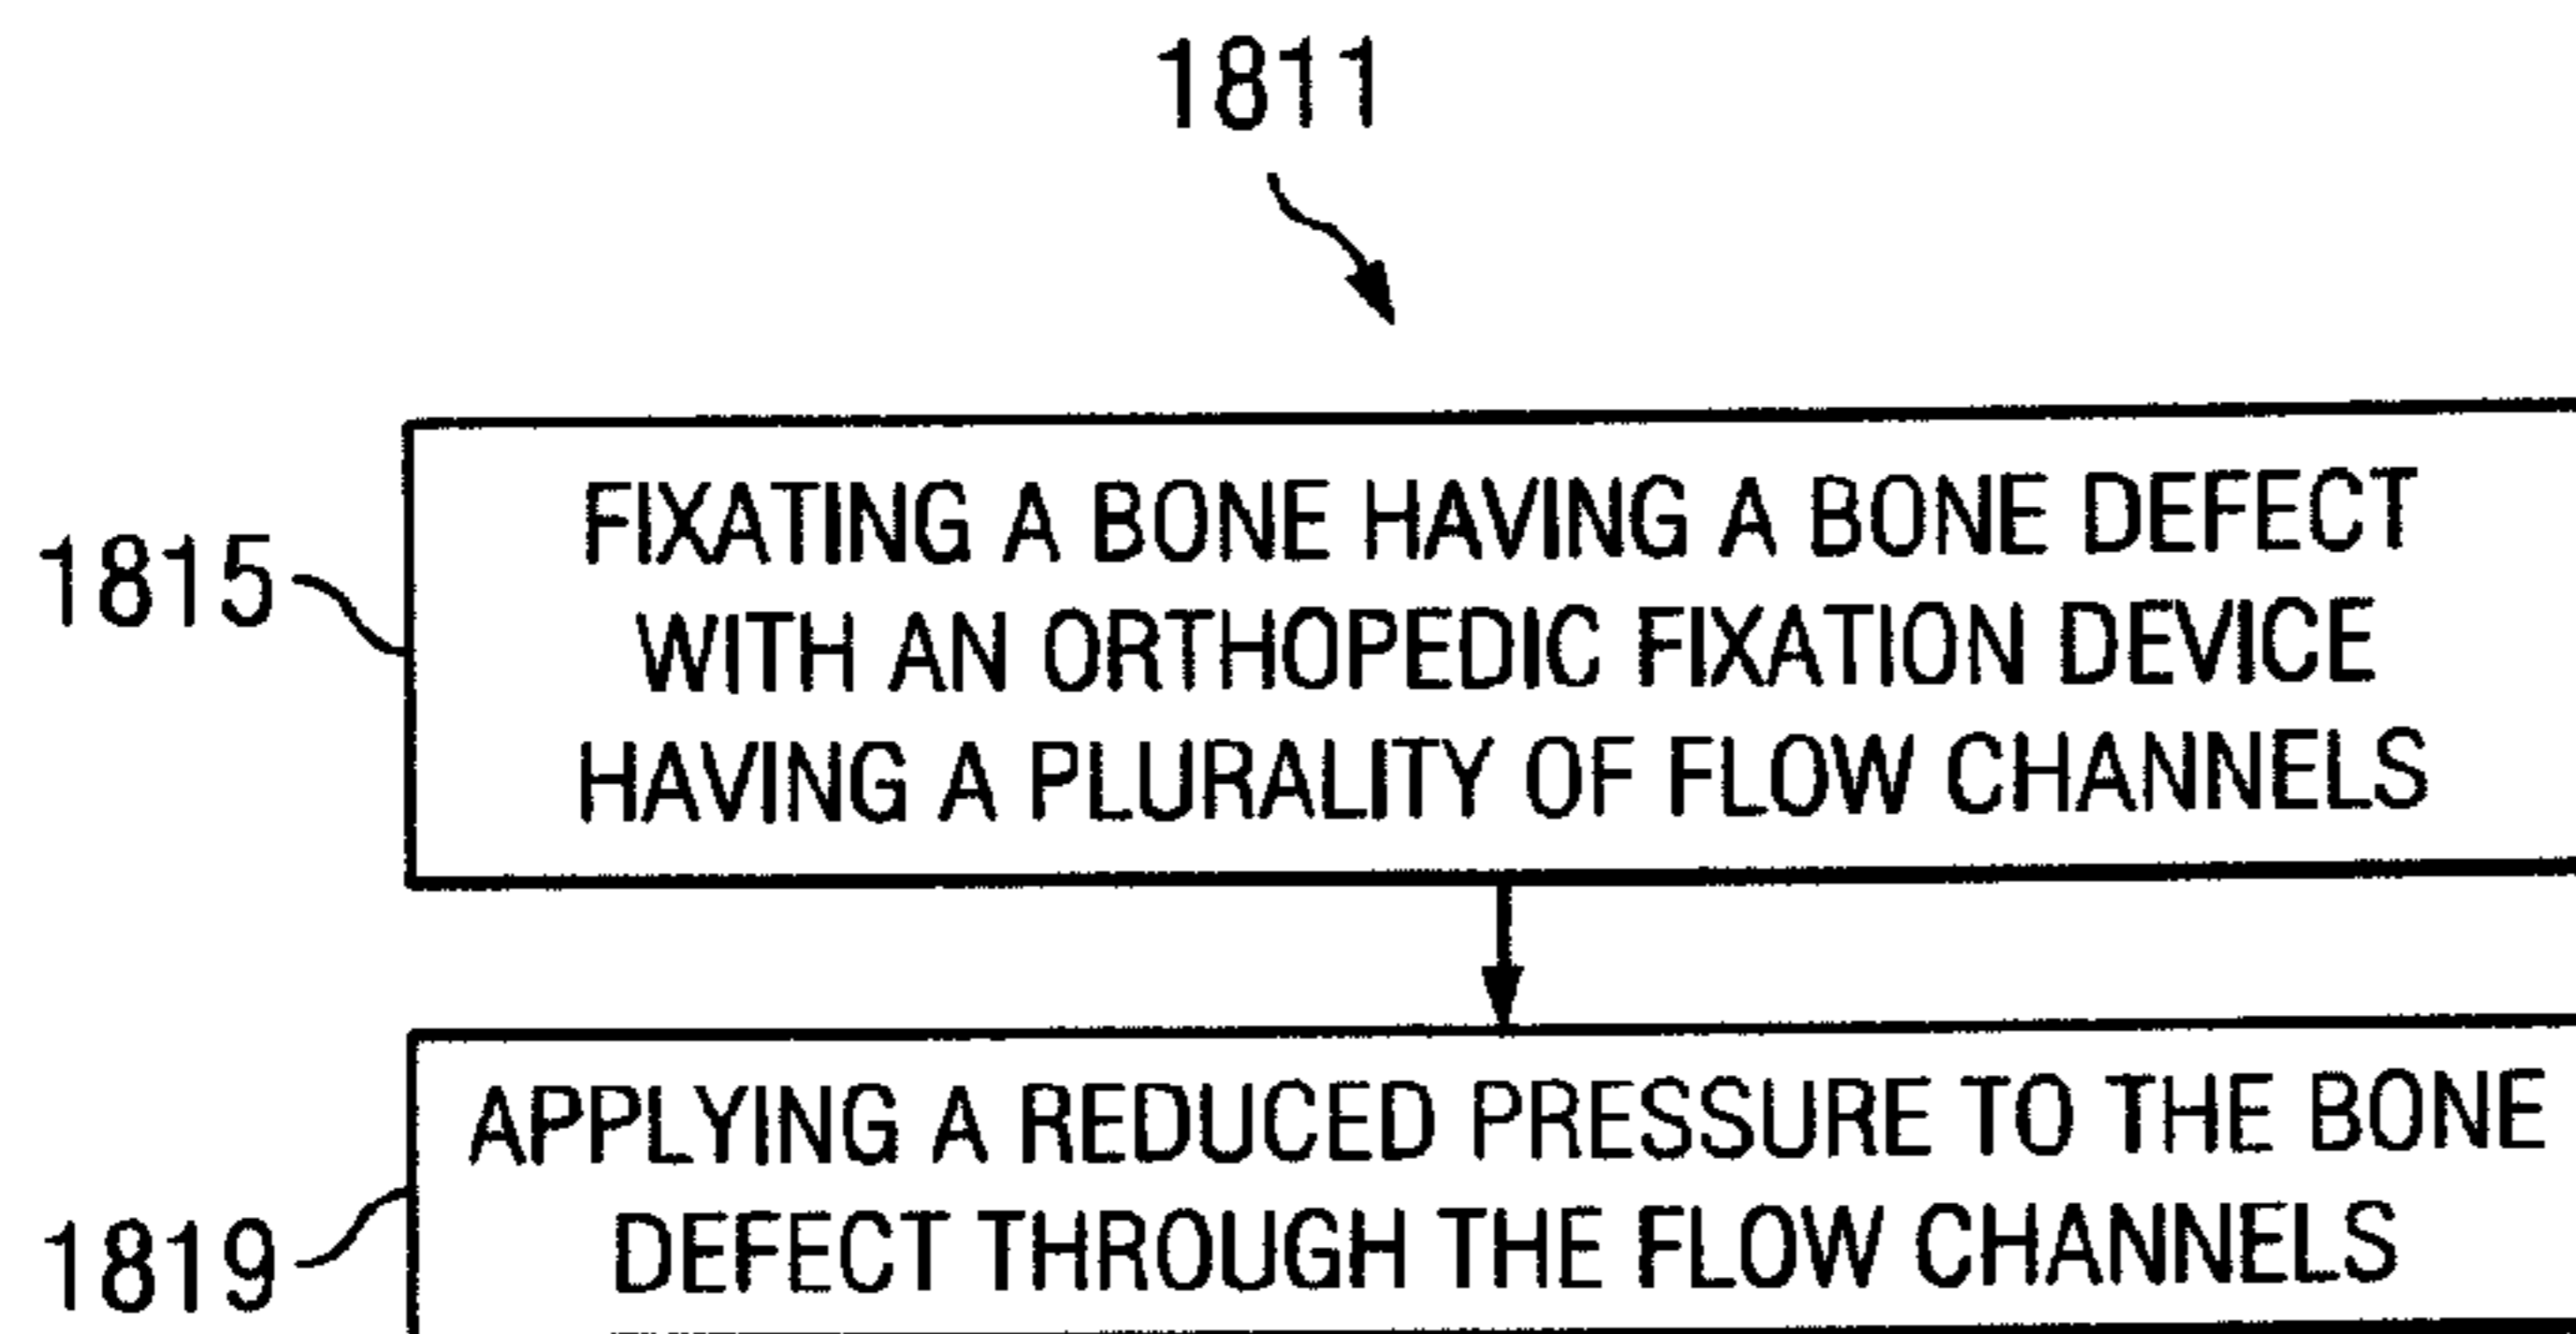 1811
1815
FIXATING A BONE HAVING A BONE DEFECT
WITH AN ORTHOPEDIC FIXATION DEVICE
HAVING A PLURALITY OF FLOW CHANNELS
1819
APPLYING A REDUCED PRESSURE TO THE BONE
DEFECT THROUGH THE FLOW CHANNELS